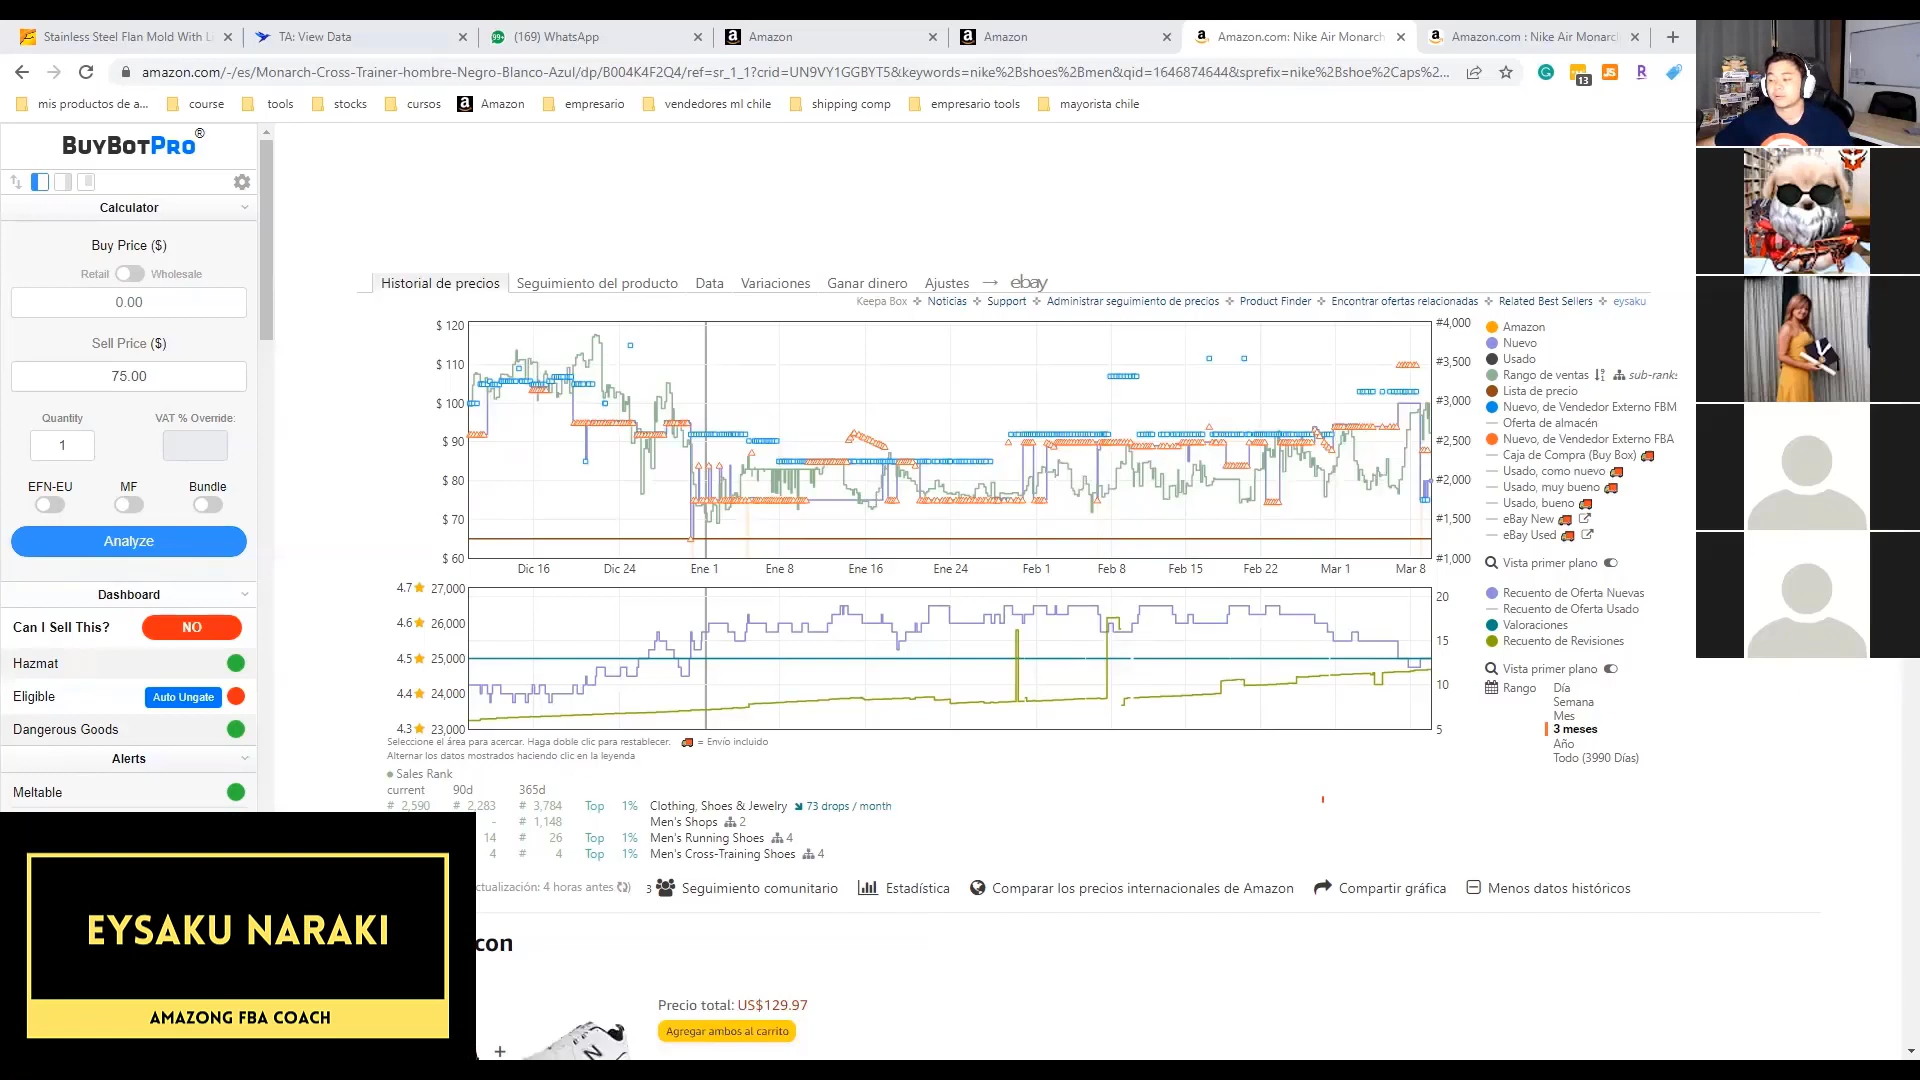 Stainless Steel Flan Mold With Li
TA: View Data
(169) WhatsApp
Amazon
Amazon
Amazon.com: Nike Air Monarch
Amazon.com : Nike Air Monarc
amazon.com/-/es/Monarch-Cross-Trainer-hombre-Negro-Blanco-Azul/dp/B004K4F2Q4/ref=sr_1_1?crid=UN9VY1GGBYT5&keywords=nike%2Bshoes%2Bmen&qid=1646874644&sprefix=nike%2Bshoe%2Caps%2...
13
JS
R
mis productos de a...
course
tools
stocks
cursos
Amazon
empresario
vendedores ml chile
shipping comp
empresario tools
mayorista chile
BUYBOTPRO®
Calculator
Buy Price ($)
Retail
Wholesale
0.00
Sell Price ($)
75.00
Quantity
VAT % Override:
1
EFN-EU
MF
Bundle
Analyze
Dashboard
Can I Sell This?
NO
Hazmat
Eligible
Auto Ungate
Dangerous Goods
Alerts
Meltable
Historial de precios
Seguimiento del producto
Data
Variaciones
Ganar dinero
Ajustes
ebay
Keepa Box
Noticias
Support
Administrar seguimiento de precios
Product Finder
Encontrar ofertas relacionadas
Related Best Sellers
eysaku
$ 120
$ 110
$ 100
$ 90
$ 80
$ 70
$ 60
#4,000
#3,500
#3,000
#2,500
#2,000
#1,500
#1,000
Dic 16
Dic 24
Ene 1
Ene 8
Ene 16
Ene 24
Feb 1
Feb 8
Feb 15
Feb 22
Mar 1
Mar 8
Amazon
Nuevo
Usado
Rango de ventas
sub-ranks
Lista de precio
Nuevo, de Vendedor Externo FBM
Oferta de almacén
Nuevo, de Vendedor Externo FBA
Caja de Compra (Buy Box)
Usado, como nuevo
Usado, muy bueno
Usado, bueno
eBay New
eBay Used
Vista primer plano
4.7 27,000
4.6 26,000
4.5 25,000
4.4 24,000
4.3 23,000
20
15
10
5
Recuento de Oferta Nuevas
Recuento de Oferta Usado
Valoraciones
Recuento de Revisiones
Vista primer plano
Rango
Día
Semana
Mes
3 meses
Año
Todo (3990 Días)
Seleccione el área para acercar. Haga doble clic para restablecer.
= Envío incluido
Alternar los datos mostrados haciendo clic en la leyenda
Sales Rank
current 90d 365d
# 2,590 # 2,283 # 3,784 Top 1% Clothing, Shoes & Jewelry 73 drops / month
- # 1,148 Men's Shops 2
14 # 26 Top 1% Men's Running Shoes 4
4 # 4 Top 1% Men's Cross-Training Shoes 4
ctualización: 4 horas antes
3 Seguimiento comunitario
Estadística
Comparar los precios internacionales de Amazon
Compartir gráfica
Menos datos históricos
con
Precio total: US$129.97
Agregar ambos al carrito
+
EYSAKU NARAKI
AMAZONG FBA COACH